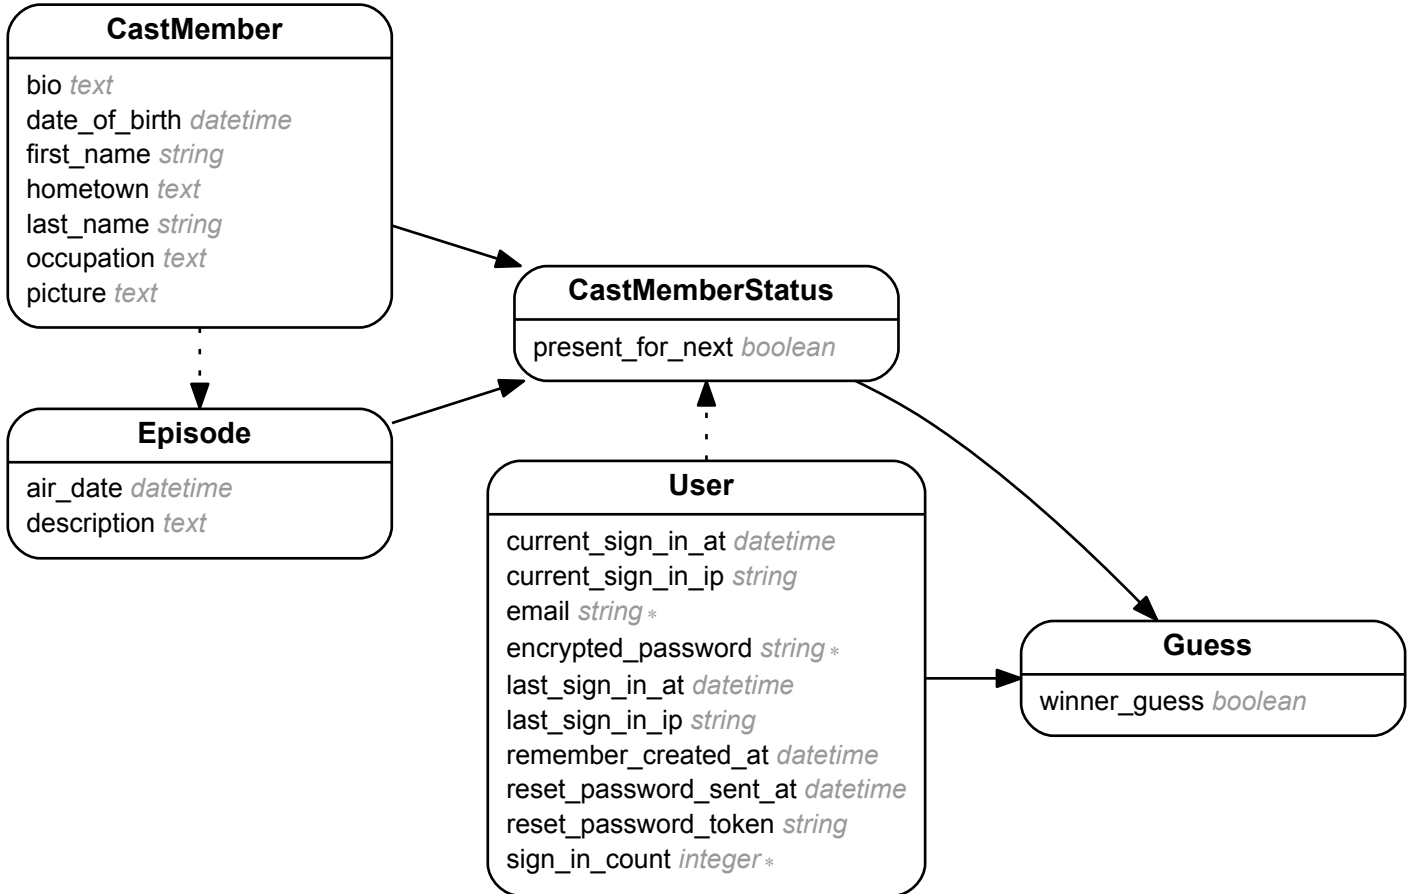 CastMember
bio text
date_of_birth datetime
first_name string
hometown text
last_name string
occupation text
picture text
Episode
air_date datetime
description text
CastMemberStatus
present_for_next boolean
User
current_sign_in_at datetime
current_sign_in_ip string
email string *
encrypted_password string *
last_sign_in_at datetime
last_sign_in_ip string
remember_created_at datetime
reset_password_sent_at datetime
reset_password_token string
sign_in_count integer *
Guess
winner_guess boolean